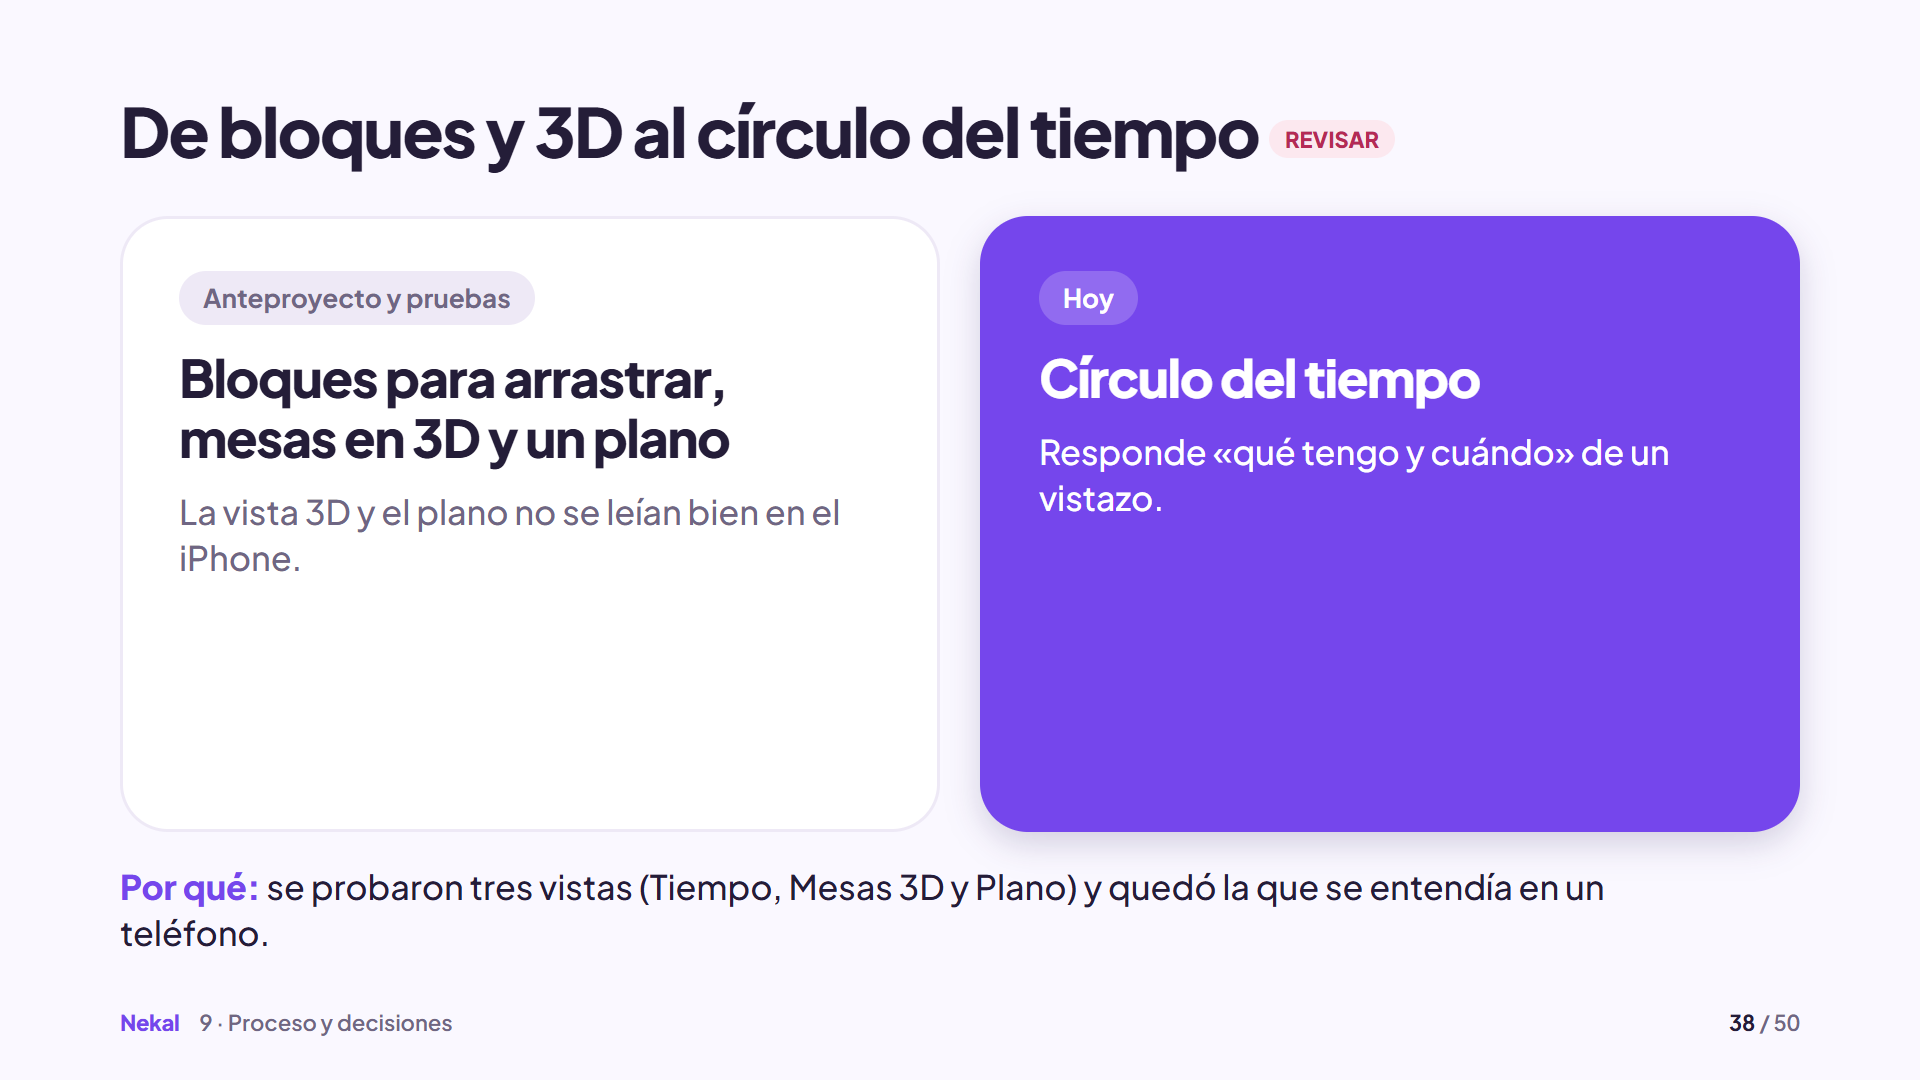 De bloques y 3D al círculo del tiempo REVISAR
Anteproyecto y pruebas
Bloques para arrastrar,
mesas en 3D y un plano
La vista 3D y el plano no se leían bien en el
iPhone.
Hoy
Círculo del tiempo
Responde «qué tengo y cuándo» de un
vistazo.
Por qué: se probaron tres vistas (Tiempo, Mesas 3D y Plano) y quedó la que se entendía en un
teléfono.
Nekal 9 · Proceso y decisiones
38 / 50